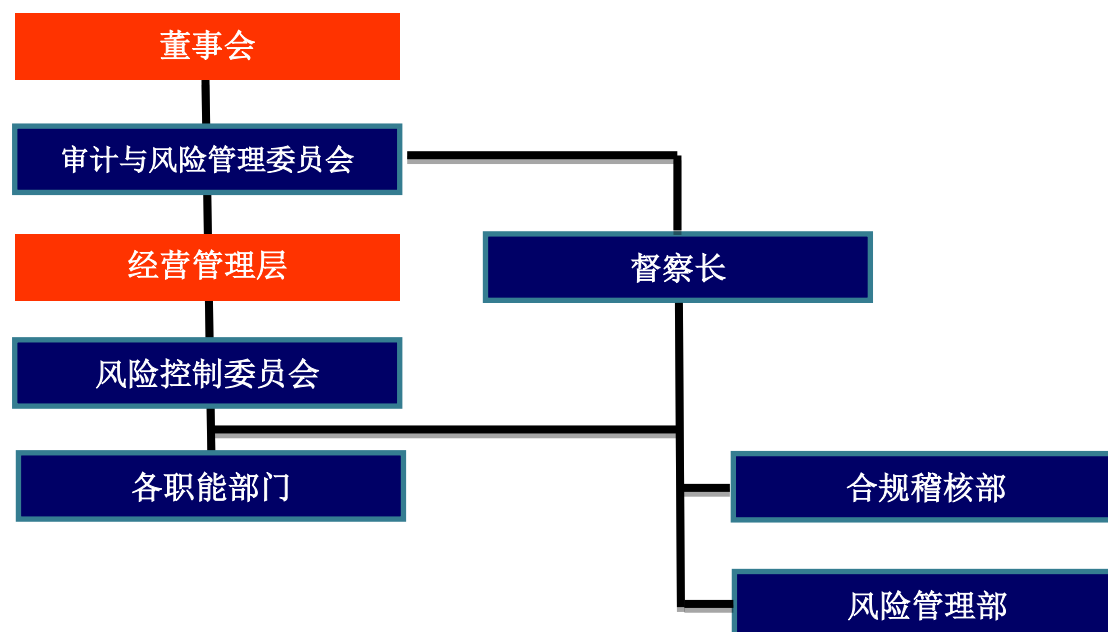 董事会
审计与风险管理委员会
经营管理层
督察长
风险控制委员会
各职能部门
合规稽核部
风险管理部